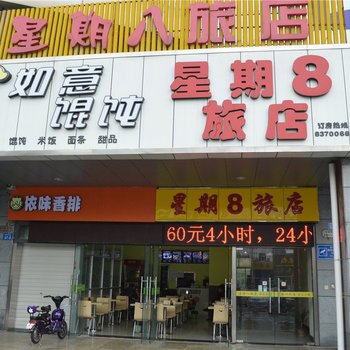 星期八旅店
如意
馄饨
馄饨 米饭 面条 甜品
星期8
旅店
订房热线
8370068
依味香排
星期8旅店
60元4小时，24小